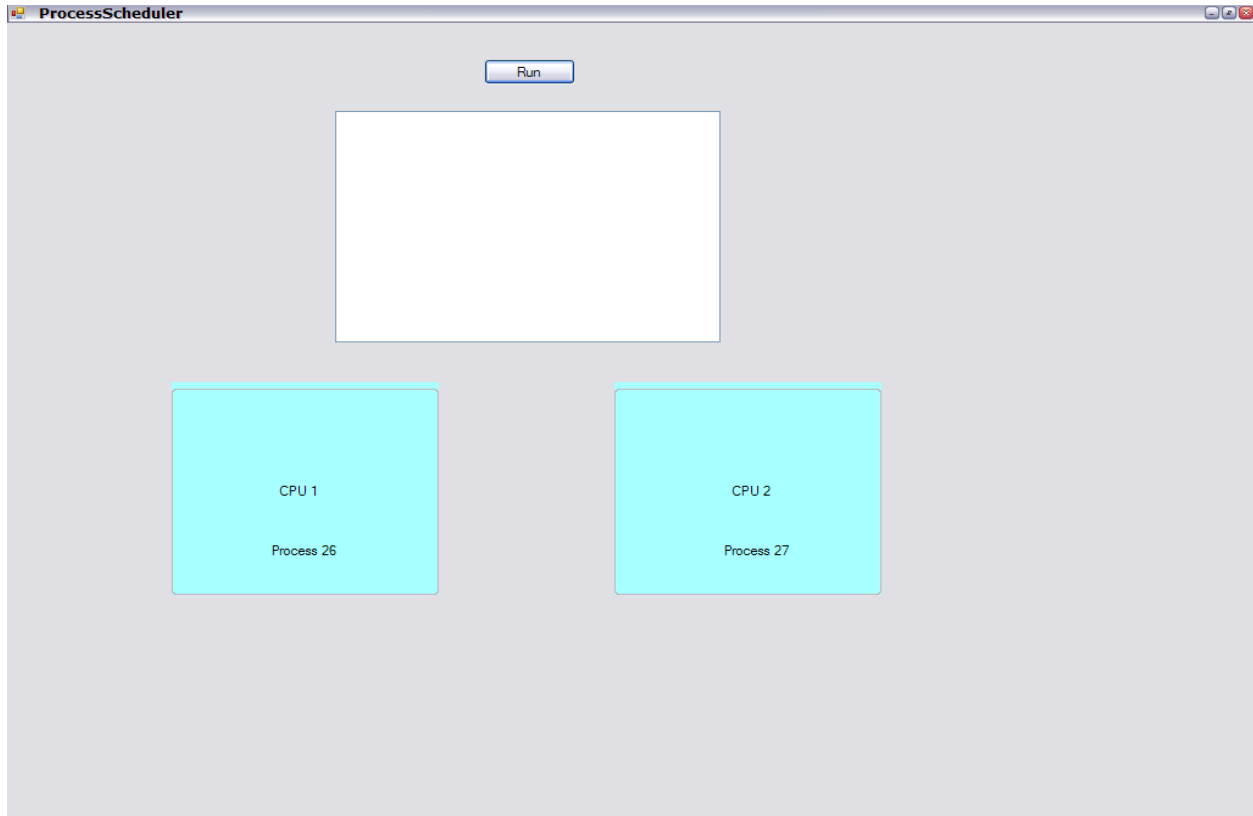 ProcessScheduler
Run
CPU 1
Process 26
CPU 2
Process 27